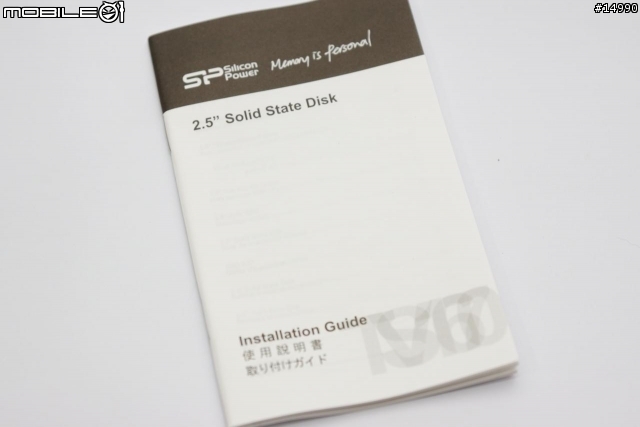 MOBILE01
#14990
SP Silicon Power
Memory is Personal
2.5” Solid State Disk
Installation Guide
使用說明書
取り付けガイド
V60